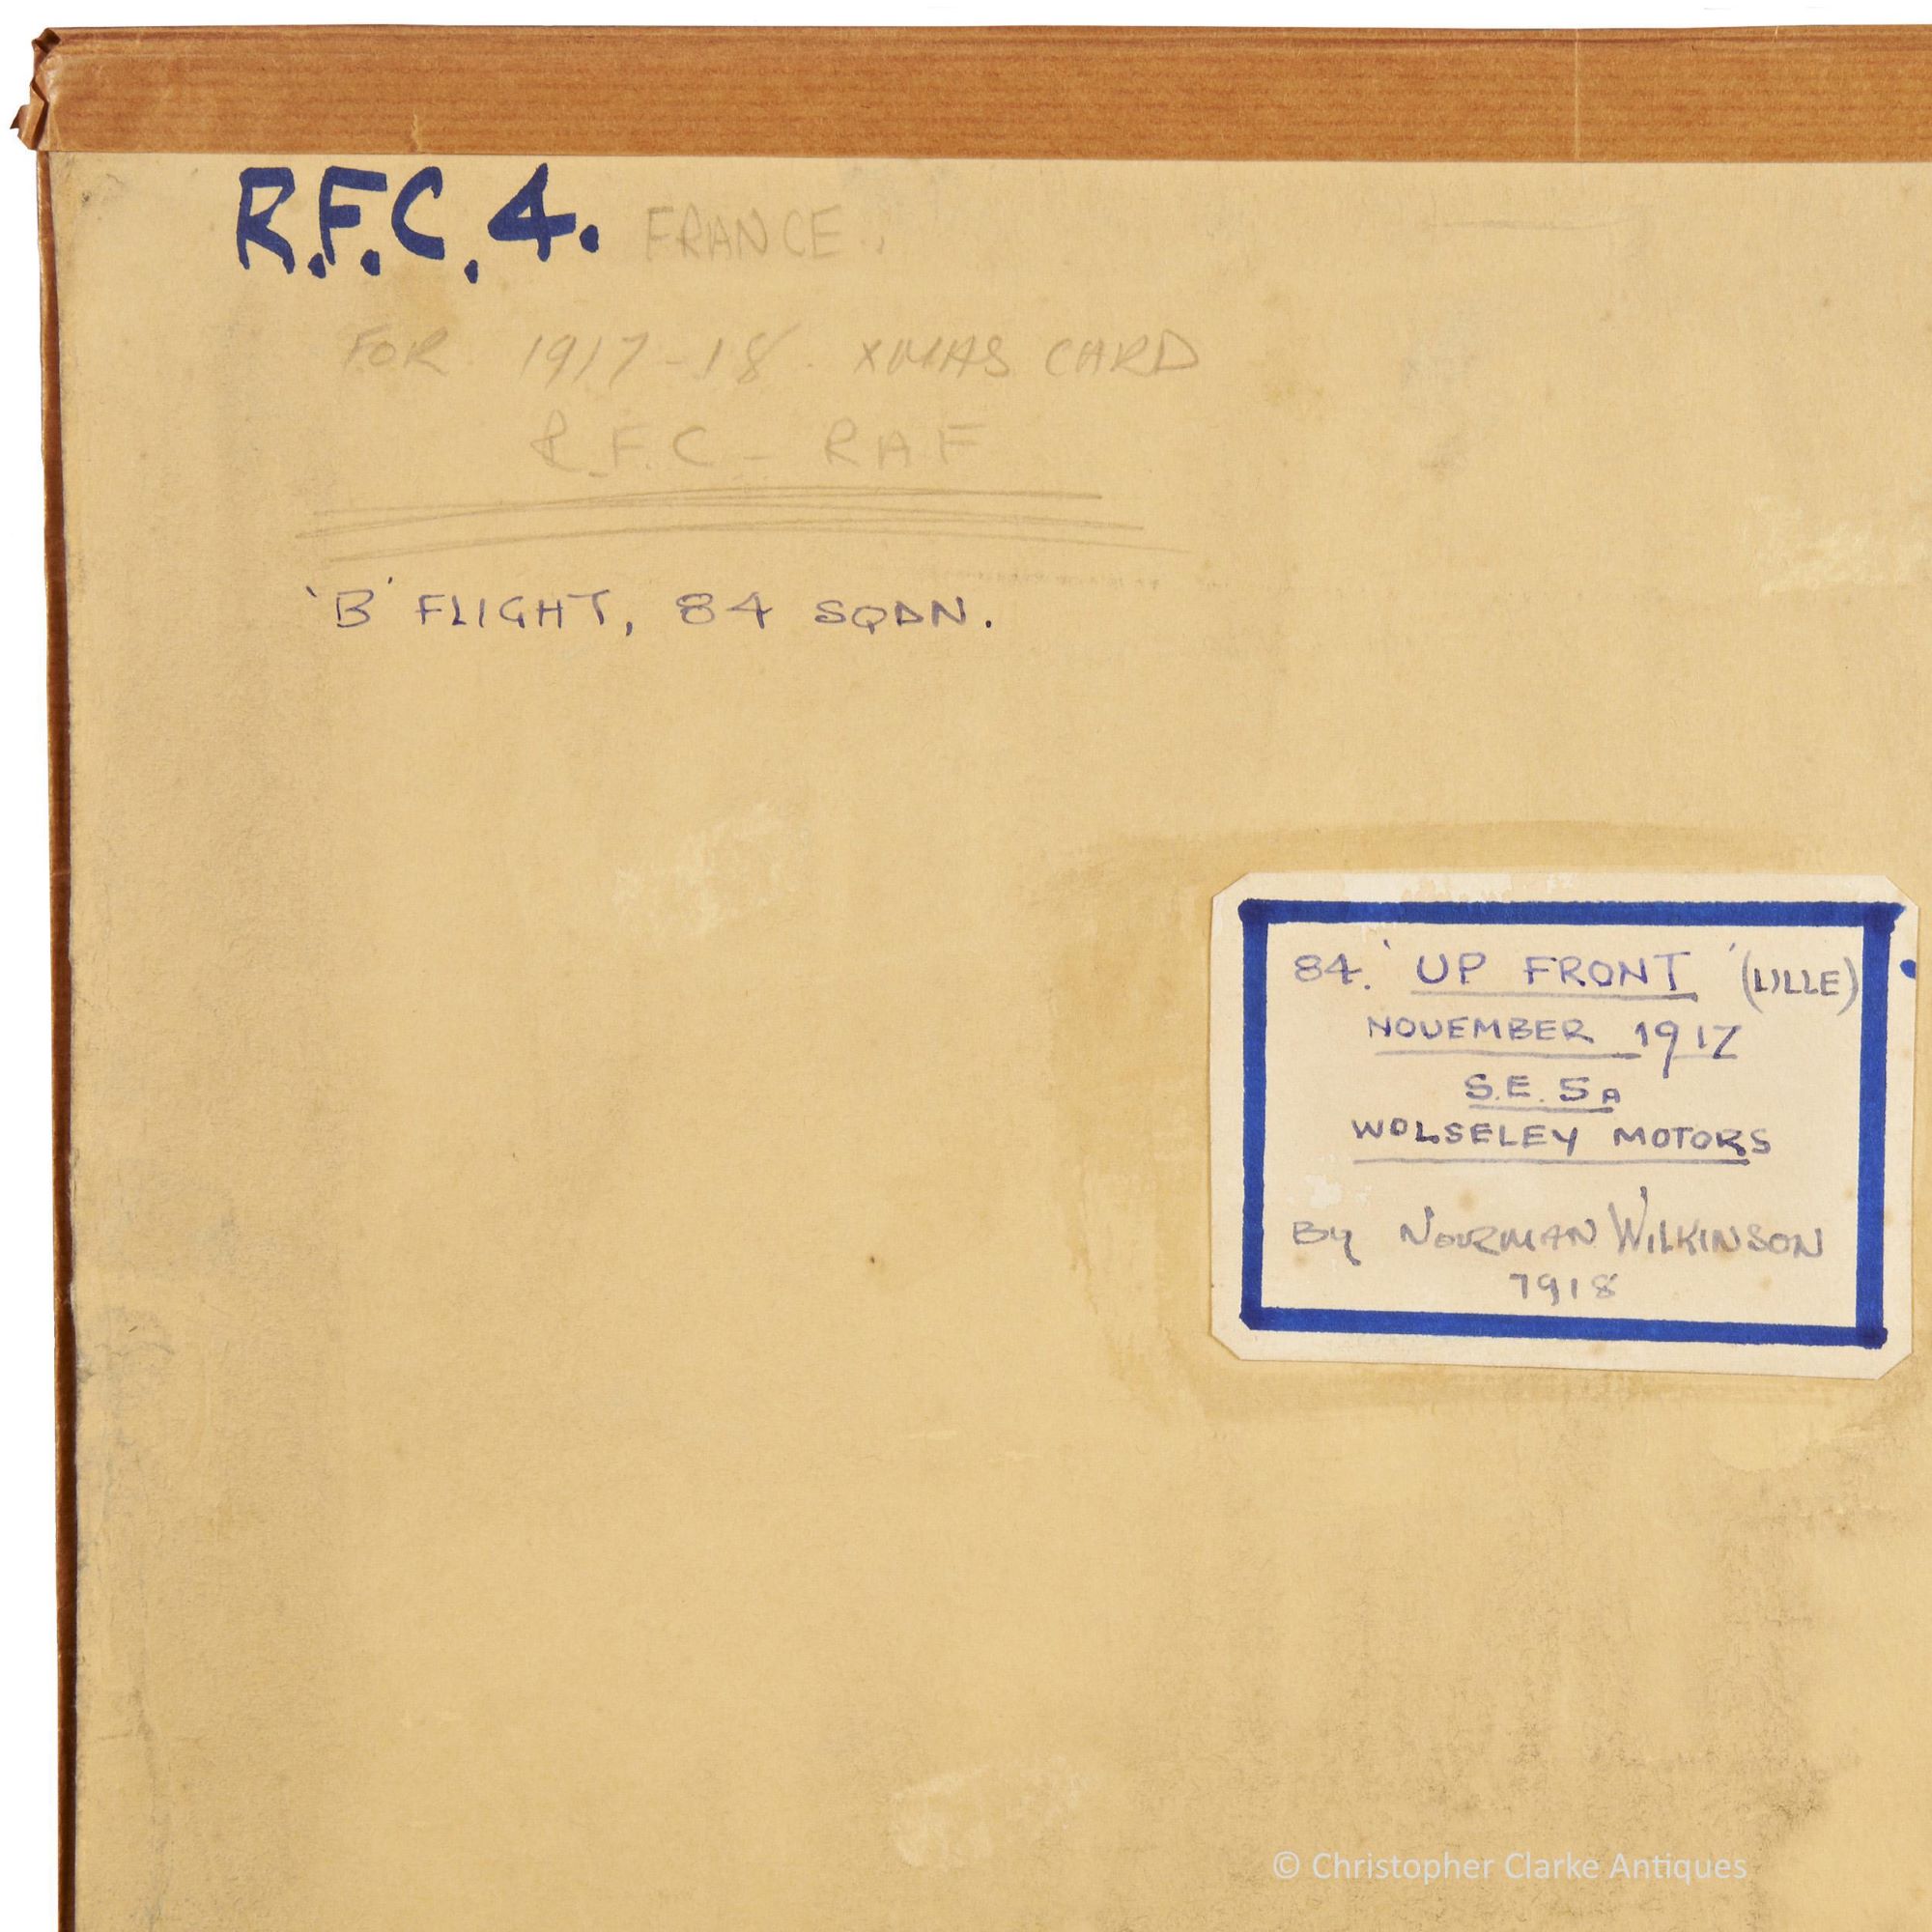 R.F.C. 4. FRANCE.
FOR 1917-18. XMAS CARD
R.F.C - RAF
'B' FLIGHT, 84 SQDN.
84. 'UP FRONT' (LILLE)
NOVEMBER 1917
S.E. 5A
WOLSELEY MOTORS
By NORMAN WILKINSON
1918
© Christopher Clarke Antiques